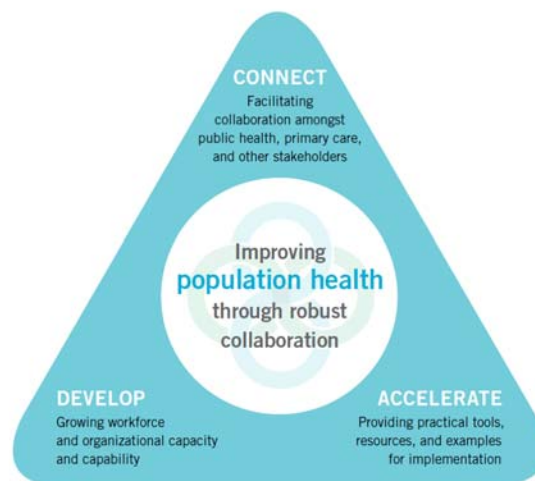 CONNECT
Facilitating
collaboration amongst
public health, primary care,
and other stakeholders
Improving
population health
through robust
collaboration
DEVELOP
Growing workforce
and organizational capacity
and capability
ACCELERATE
Providing practical tools,
resources, and examples
for implementation